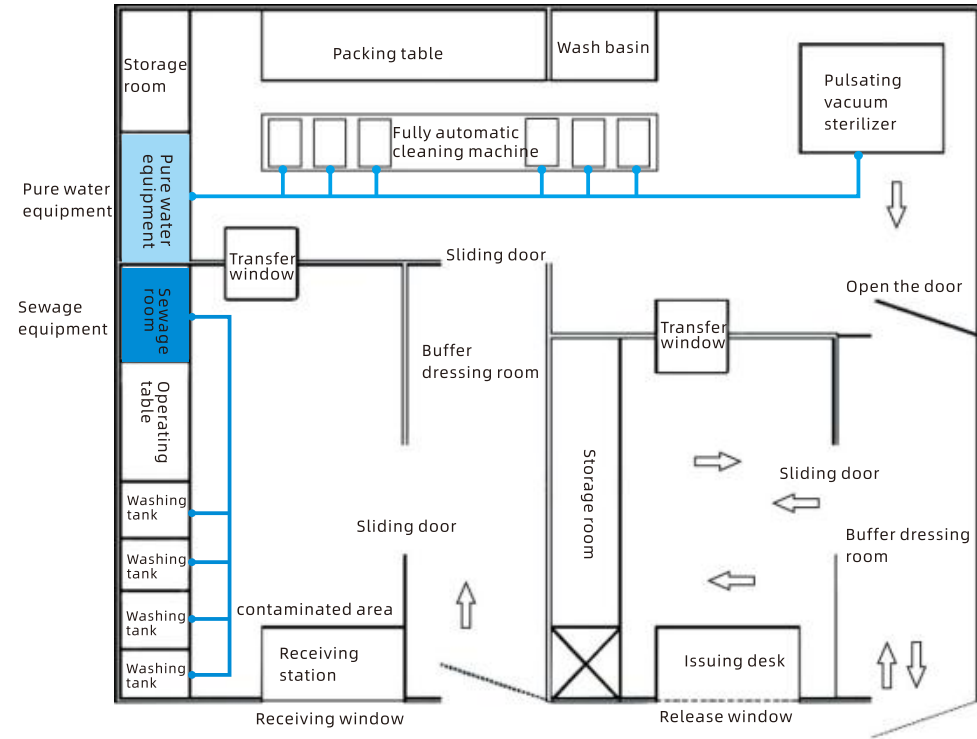 Storage
room
Packing table
Wash basin
Pulsating
vacuum
sterilizer
Fully automatic
cleaning machine
Pure water
equipment
Pure water
equipment
Transfer
window
Sliding door
Sewage
equipment
Sewage
room
Open the door
Transfer
window
Buffer
dressing room
Operating
table
Storage room
Sliding door
Washing
tank
Sliding door
Buffer dressing
room
Washing
tank
contaminated area
Washing
tank
Receiving
station
Issuing desk
Washing
tank
Receiving window
Release window